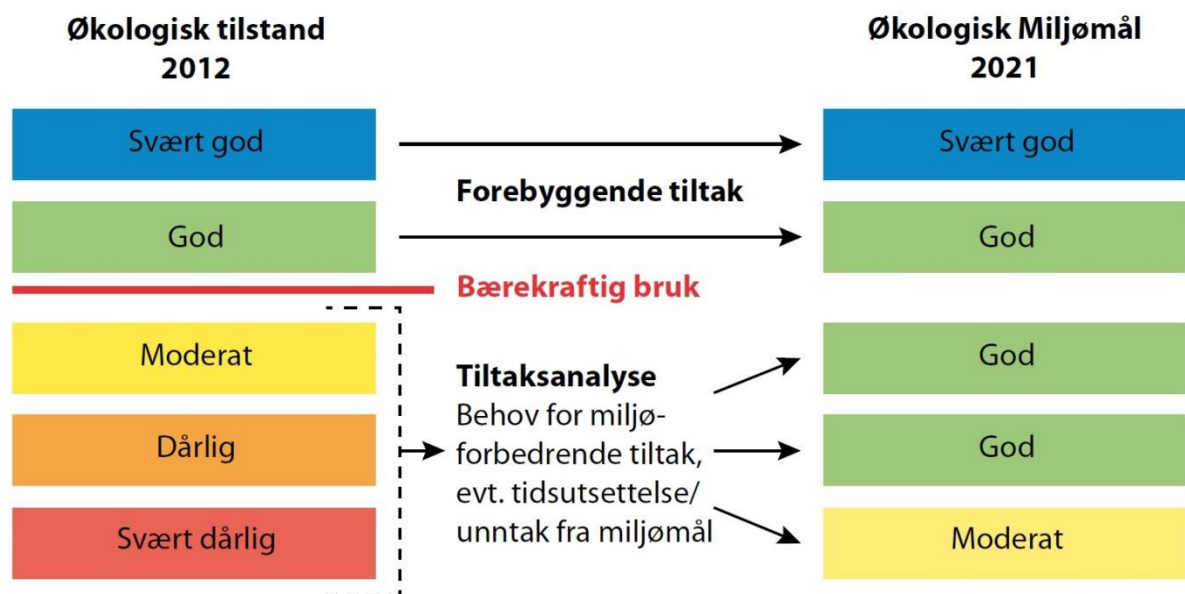 Økologisk tilstand
2012
Økologisk Miljømål
2021
Svært god
Svært god
Forebyggende tiltak
God
God
Bærekraftig bruk
Moderat
God
Tiltaksanalyse
Behov for miljø-
forbedrende tiltak,
evt. tidsutsettelse/
unntak fra miljømål
Dårlig
God
Svært dårlig
Moderat